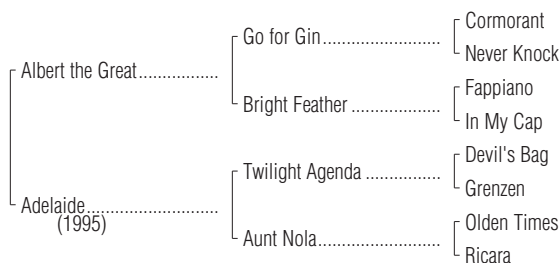 Cormorant
Go for Gin
Never Knock
Albert the Great
Fappiano
Bright Feather
In My Cap
Devil's Bag
Twilight Agenda
Grenzen
Adelaide
(1995)
Olden Times
Aunt Nola
Ricara